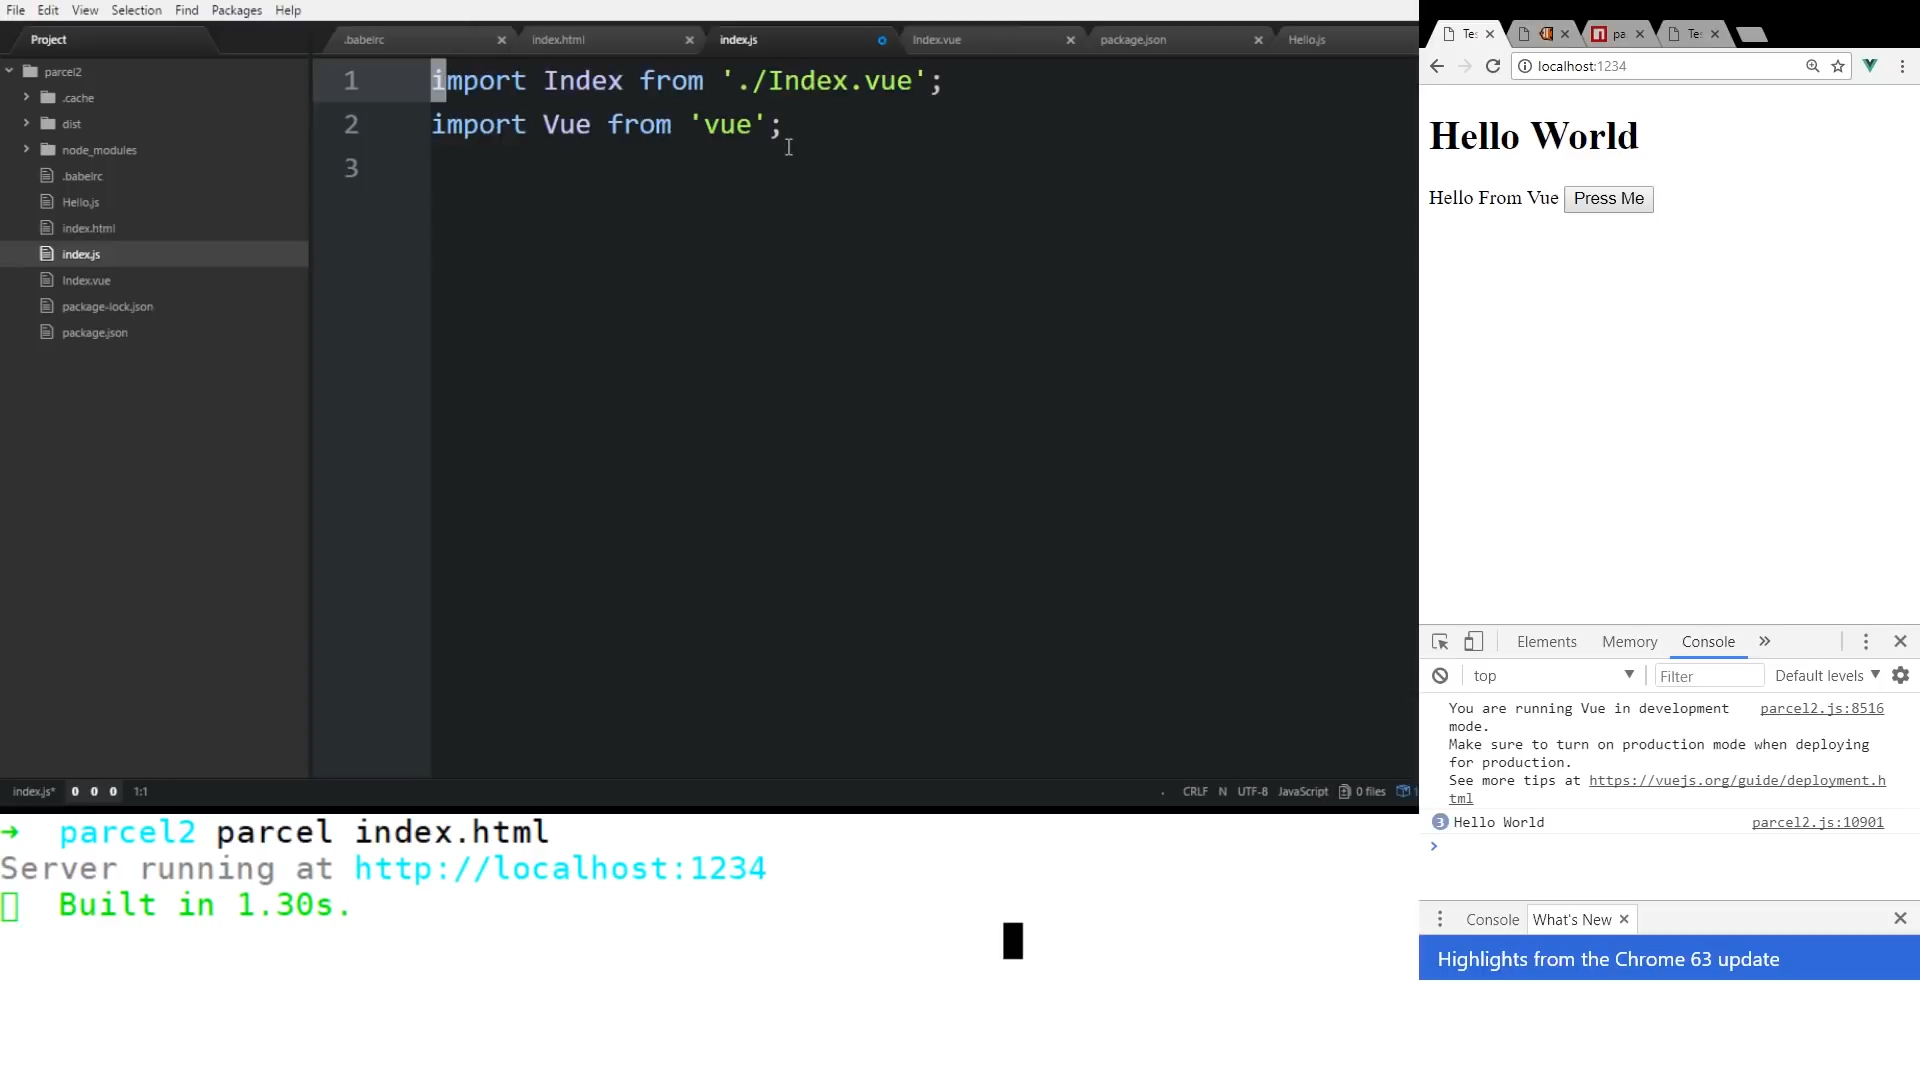 File Edit View Selection Find Packages Help
Project
.babelrc
index.html
index.js
Index.vue
package.json
Hello.js
parcel2
.cache
dist
node_modules
.babelrc
Hello.js
index.html
index.js
Index.vue
package-lock.json
package.json
1 import Index from './Index.vue';
2 import Vue from 'vue';
3
index.js* 0 0 0 1:1
CRLF N UTF-8 JavaScript 0 files 1
parcel2 parcel index.html
Server running at http://localhost:1234
Built in 1.30s.
Te
pa
Te
localhost:1234
Hello World
Hello From Vue Press Me
Elements Memory Console »
top Filter Default levels
You are running Vue in development parcel2.js:8516
mode.
Make sure to turn on production mode when deploying
for production.
See more tips at https://vuejs.org/guide/deployment.h
tml
3 Hello World parcel2.js:10901
>
Console What's New
Highlights from the Chrome 63 update